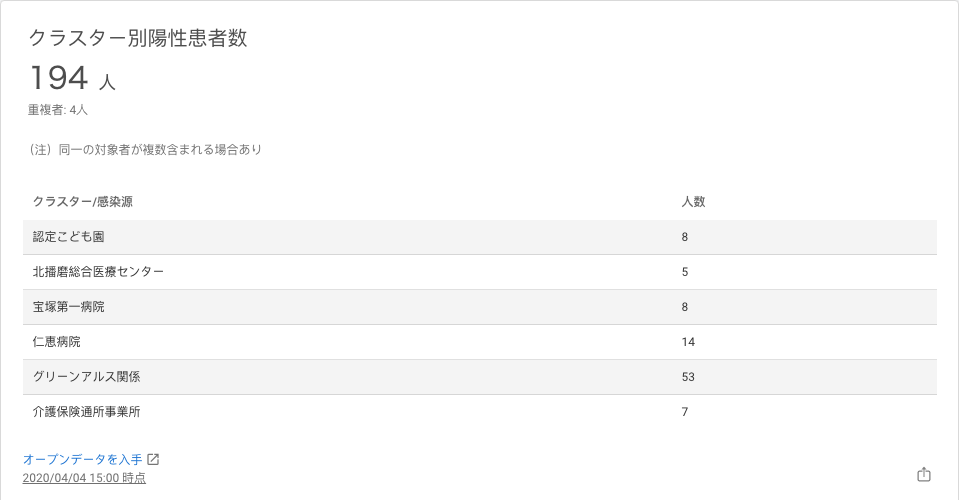 クラスター別陽性患者数
194 人
重複者: 4人
（注）同一の対象者が複数含まれる場合あり
クラスター/感染源 人数
認定こども園 8
北播磨総合医療センター 5
宝塚第一病院 8
仁恵病院 14
グリーンアルス関係 53
介護保険通所事業所 7
オープンデータを入手
2020/04/04 15:00 時点